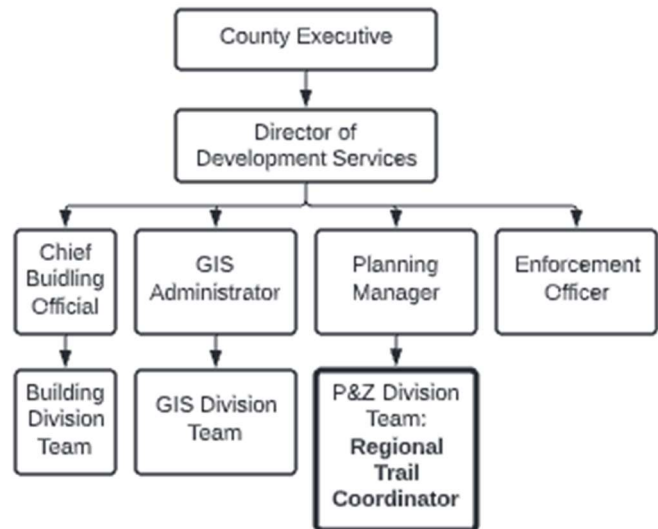 County Executive
Director of
Development Services
Chief
Buidling
Official
GIS
Administrator
Planning
Manager
Enforcement
Officer
Building
Division
Team
GIS Division
Team
P&Z Division
Team:
Regional
Trail
Coordinator